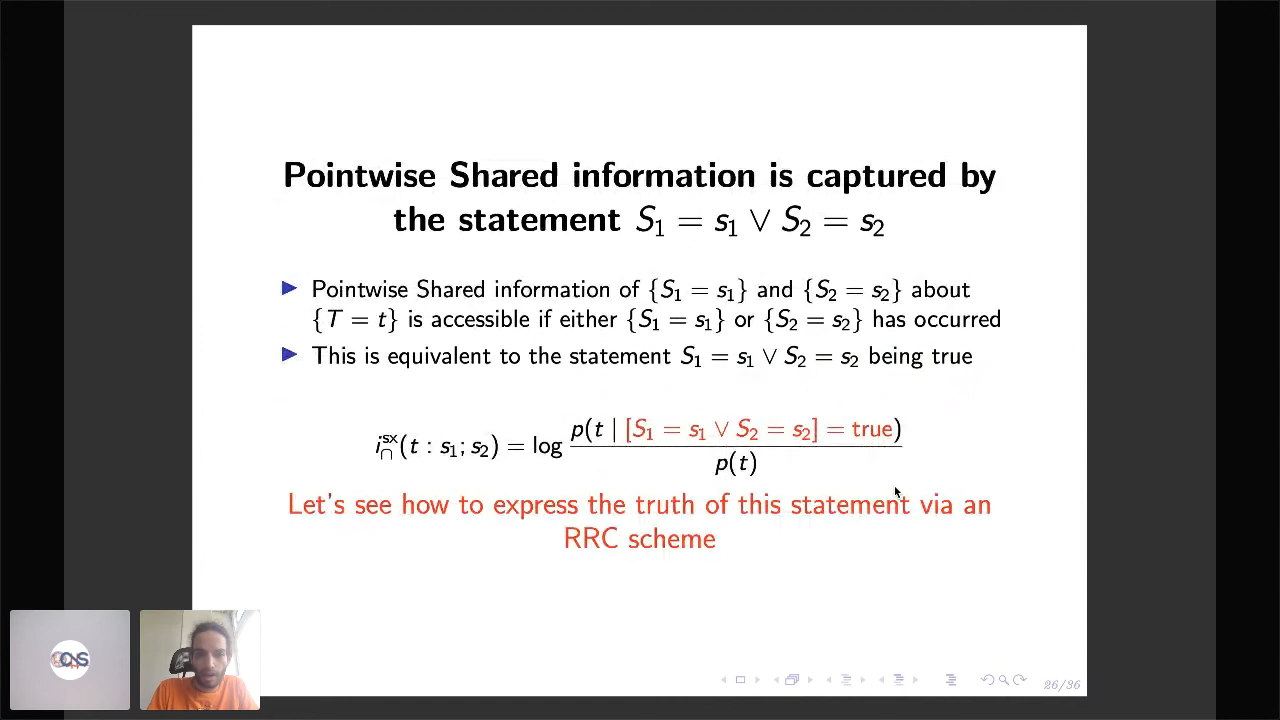 Pointwise Shared information is captured by
the statement S₁ = s₁ ∨ S₂ = s₂
▶ Pointwise Shared information of {S₁ = s₁} and {S₂ = s₂} about
{T = t} is accessible if either {S₁ = s₁} or {S₂ = s₂} has occurred
▶ This is equivalent to the statement S₁ = s₁ ∨ S₂ = s₂ being true
i∩^sx(t : s₁; s₂) = log p(t | [S₁ = s₁ ∨ S₂ = s₂] = true) / p(t)
Let's see how to express the truth of this statement via an
RRC scheme
26/36